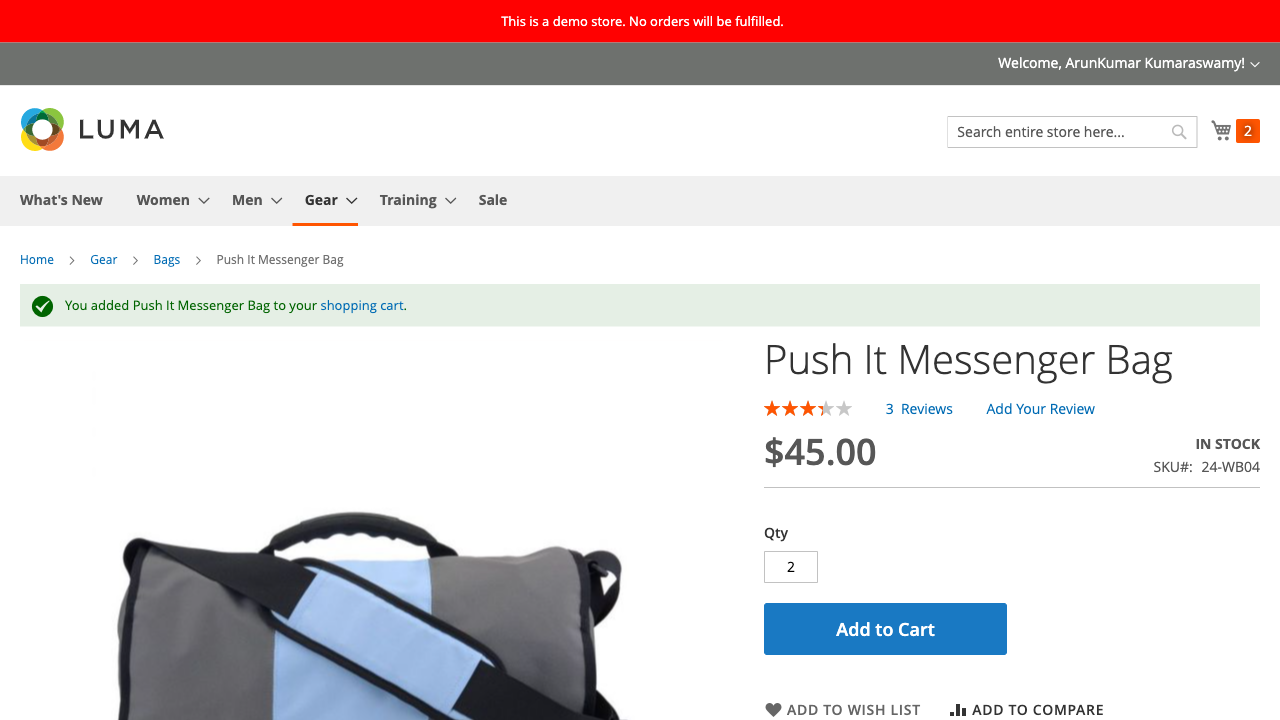 This is a demo store. No orders will be fulfilled.
Welcome, ArunKumar Kumaraswamy!
LUMA
Search entire store here...
2
What's New
Women
Men
Gear
Training
Sale
Home
Gear
Bags
Push It Messenger Bag
You added Push It Messenger Bag to your shopping cart.
Push It Messenger Bag
3 Reviews
Add Your Review
$45.00
IN STOCK
SKU#: 24-WB04
Qty
2
Add to Cart
ADD TO WISH LIST
ADD TO COMPARE